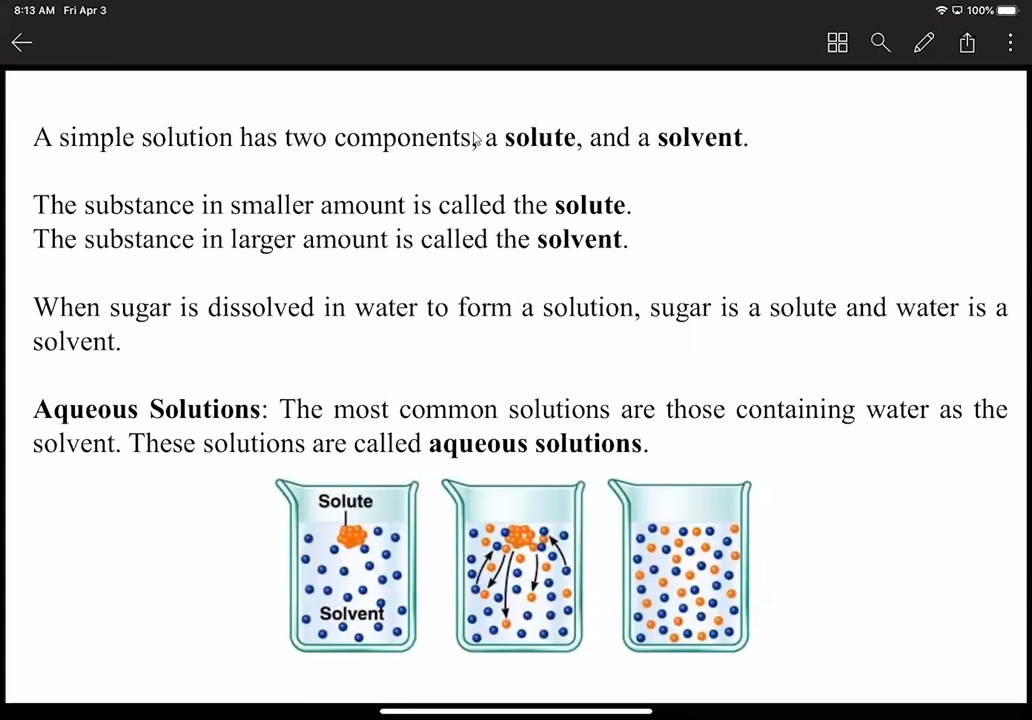 8:13 AM Fri Apr 3
100%
A simple solution has two components, a solute, and a solvent.
The substance in smaller amount is called the solute.
The substance in larger amount is called the solvent.
When sugar is dissolved in water to form a solution, sugar is a solute and water is a
solvent.
Aqueous Solutions: The most common solutions are those containing water as the
solvent. These solutions are called aqueous solutions.
Solute
Solvent